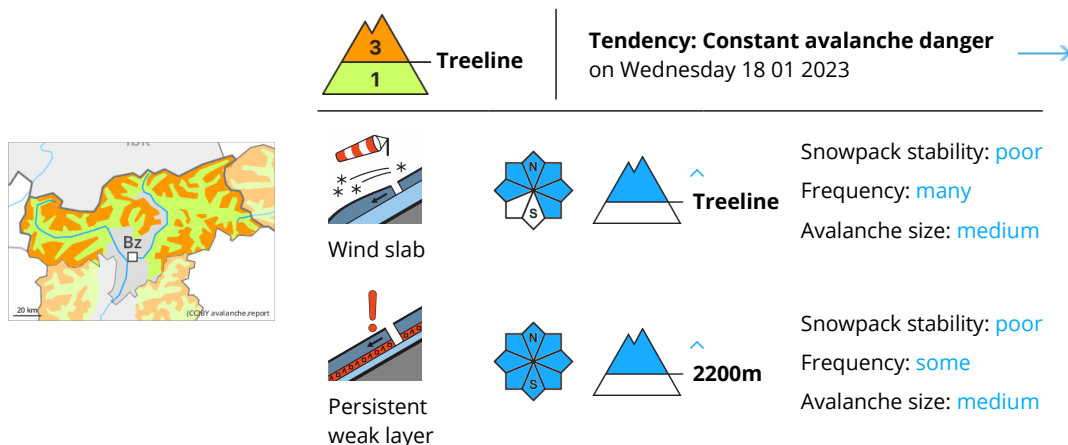 3
1
Treeline
Tendency: Constant avalanche danger
on Wednesday 18 01 2023
Bz
20 km
(CC)BY avalanche.report
N
S
Treeline
Wind slab
Snowpack stability: poor
Frequency: many
Avalanche size: medium
N
S
2200m
Persistent
weak layer
Snowpack stability: poor
Frequency: some
Avalanche size: medium